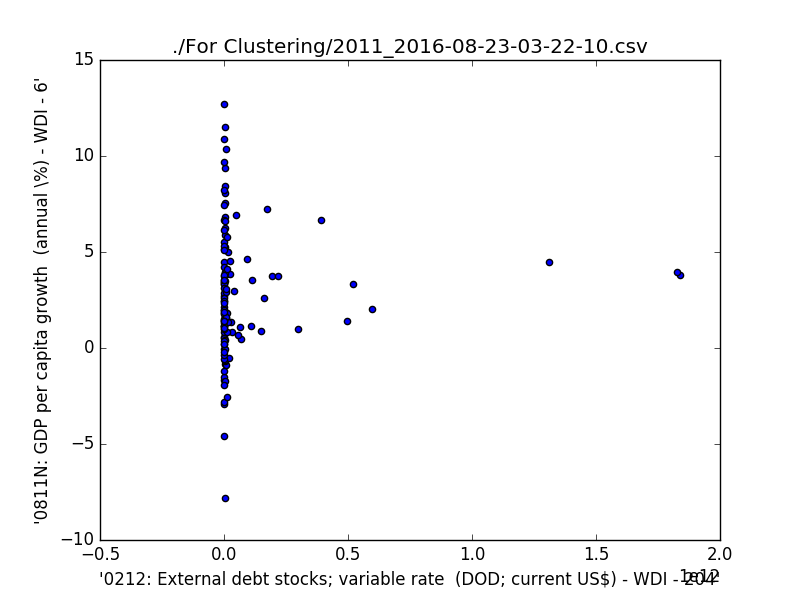 ./For Clustering/2011_2016-08-23-03-22-10.csv
15
10
5
0
−5
−10
'0811N: GDP per capita growth  (annual \%) - WDI - 6'
−0.5 0.0 0.5 1.0 1.5 2.0
1e12
'0212: External debt stocks; variable rate  (DOD; current US$) - WDI - 204'